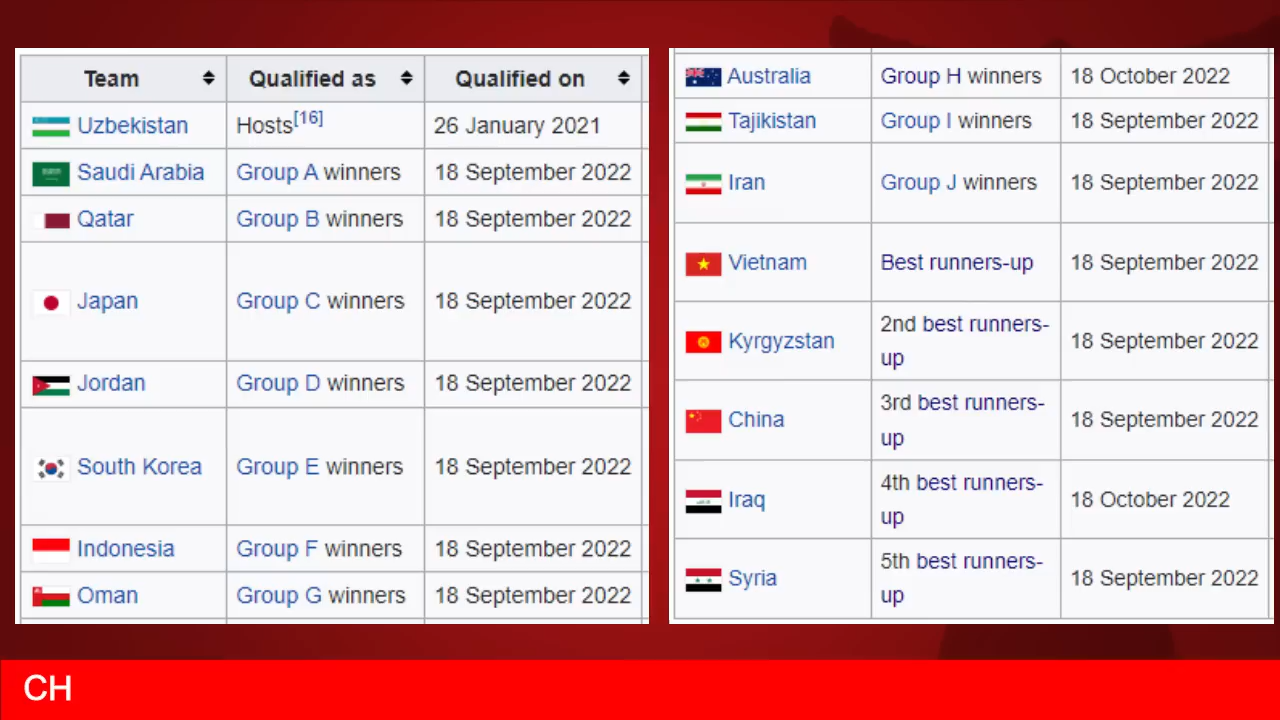 Team Qualified as Qualified on
Uzbekistan Hosts[16] 26 January 2021
Saudi Arabia Group A winners 18 September 2022
Qatar Group B winners 18 September 2022
Japan Group C winners 18 September 2022
Jordan Group D winners 18 September 2022
South Korea Group E winners 18 September 2022
Indonesia Group F winners 18 September 2022
Oman Group G winners 18 September 2022
Australia Group H winners 18 October 2022
Tajikistan Group I winners 18 September 2022
Iran Group J winners 18 September 2022
Vietnam Best runners-up 18 September 2022
Kyrgyzstan 2nd best runners-
up 18 September 2022
China 3rd best runners-
up 18 September 2022
Iraq 4th best runners-
up 18 October 2022
Syria 5th best runners-
up 18 September 2022
CH